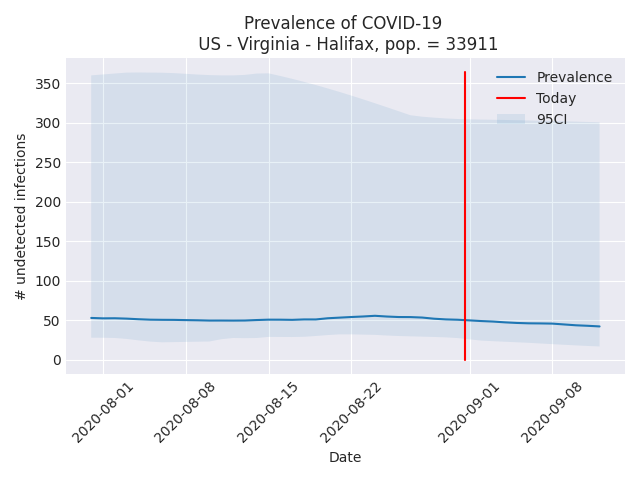 Prevalence of COVID-19
US - Virginia - Halifax, pop. = 33911
# undetected infections
350
300
250
200
150
100
50
0
Prevalence
Today
95CI
2020-08-01
2020-08-08
2020-08-15
2020-08-22
2020-09-01
2020-09-08
Date